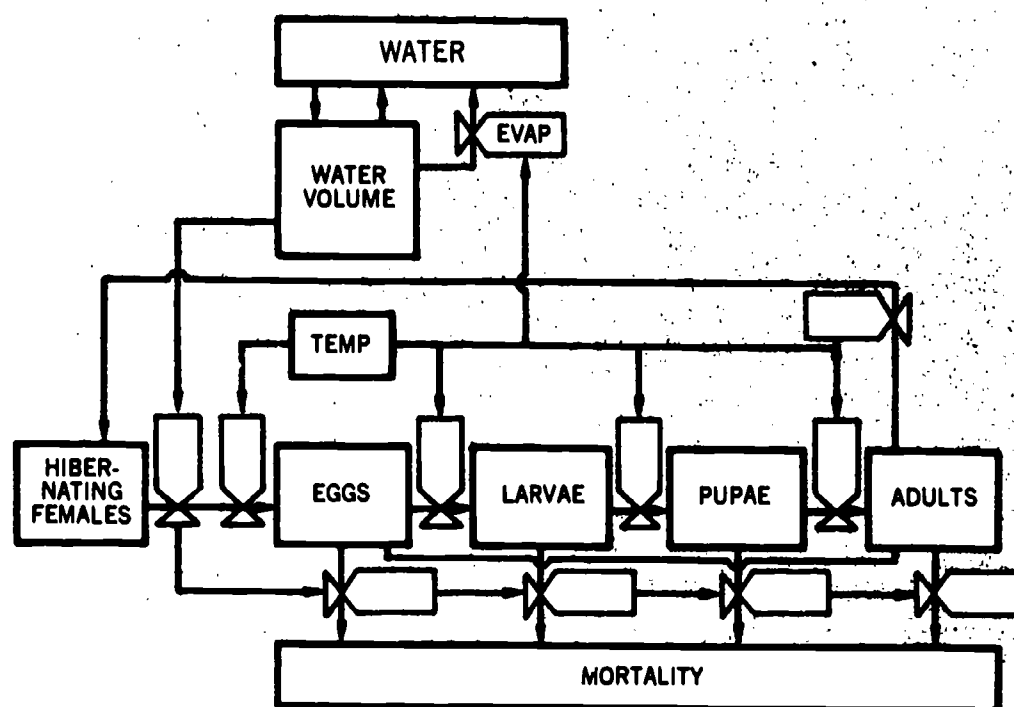 WATER
EVAP
WATER
VOLUME
TEMP
HIBER-
NATING
FEMALES
EGGS
LARVAE
PUPAE
ADULTS
MORTALITY